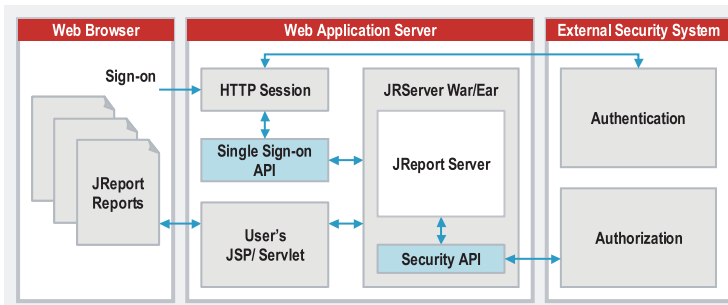 Web Browser
Web Application Server
External Security System
Sign-on
HTTP Session
JRServer War/Ear
Authentication
Single Sign-on
API
JReport Server
JReport
Reports
User's
JSP/ Servlet
Security API
Authorization